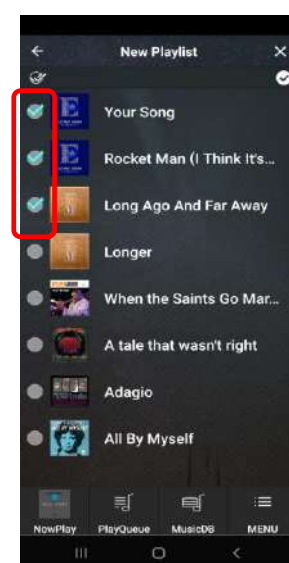 New Playlist
Your Song
Rocket Man (I Think It's...
Long Ago And Far Away
Longer
When the Saints Go Mar...
A tale that wasn't right
Adagio
All By Myself
NowPlay PlayQueue MusicDB MENU